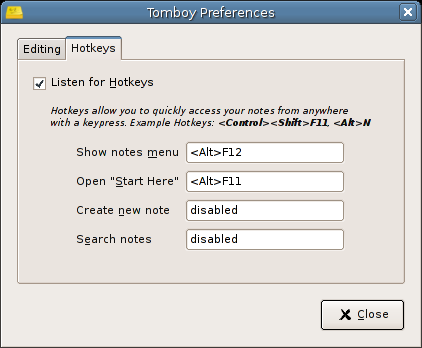 Tomboy Preferences
Editing Hotkeys
Listen for Hotkeys
Hotkeys allow you to quickly access your notes from anywhere
with a keypress. Example Hotkeys: <Control><Shift>F11, <Alt>N
Show notes menu <Alt>F12
Open "Start Here" <Alt>F11
Create new note disabled
Search notes disabled
Close